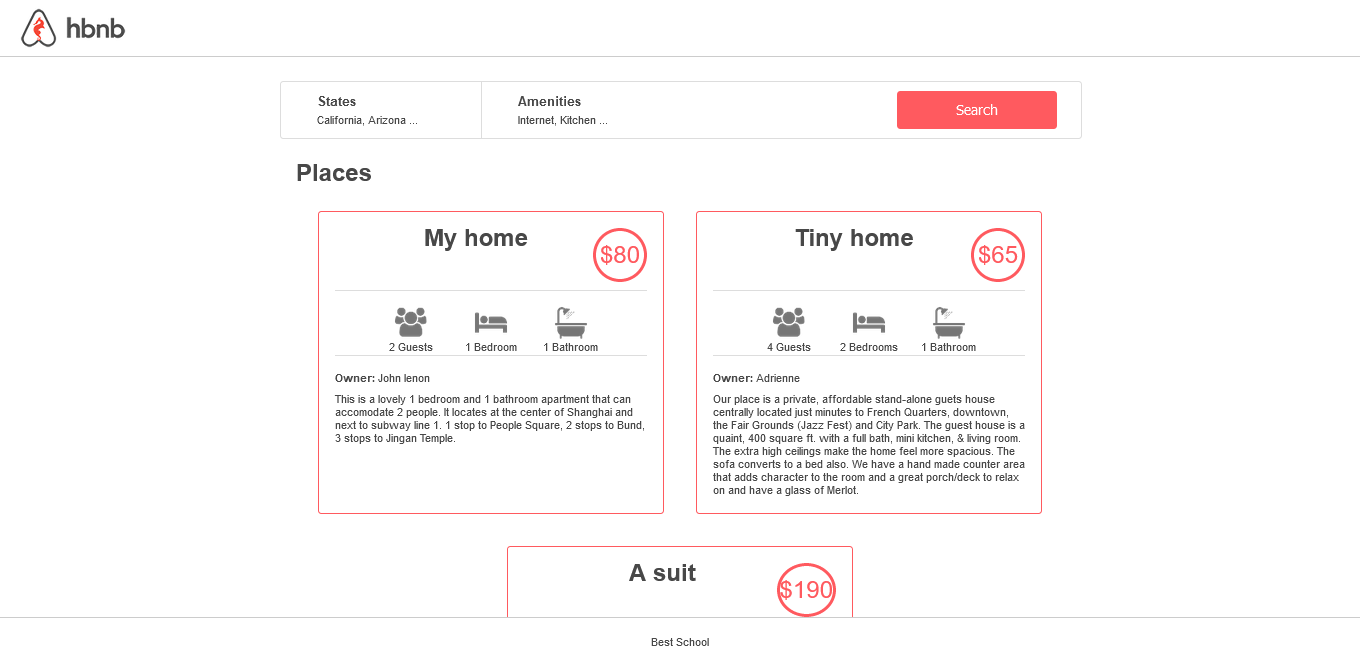 hbnb
States
California, Arizona ...
Amenities
Internet, Kitchen ...
Search
Places
My home
$80
2 Guests
1 Bedroom
1 Bathroom
Owner: John lenon
This is a lovely 1 bedroom and 1 bathroom apartment that can
accomodate 2 people. It locates at the center of Shanghai and
next to subway line 1. 1 stop to People Square, 2 stops to Bund,
3 stops to Jingan Temple.
Tiny home
$65
4 Guests
2 Bedrooms
1 Bathroom
Owner: Adrienne
Our place is a private, affordable stand-alone guets house
centrally located just minutes to French Quarters, downtown,
the Fair Grounds (Jazz Fest) and City Park. The guest house is a
quaint, 400 square ft. with a full bath, mini kitchen, & living room.
The extra high ceilings make the home feel more spacious. The
sofa converts to a bed also. We have a hand made counter area
that adds character to the room and a great porch/deck to relax
on and have a glass of Merlot.
A suit
$190
Best School